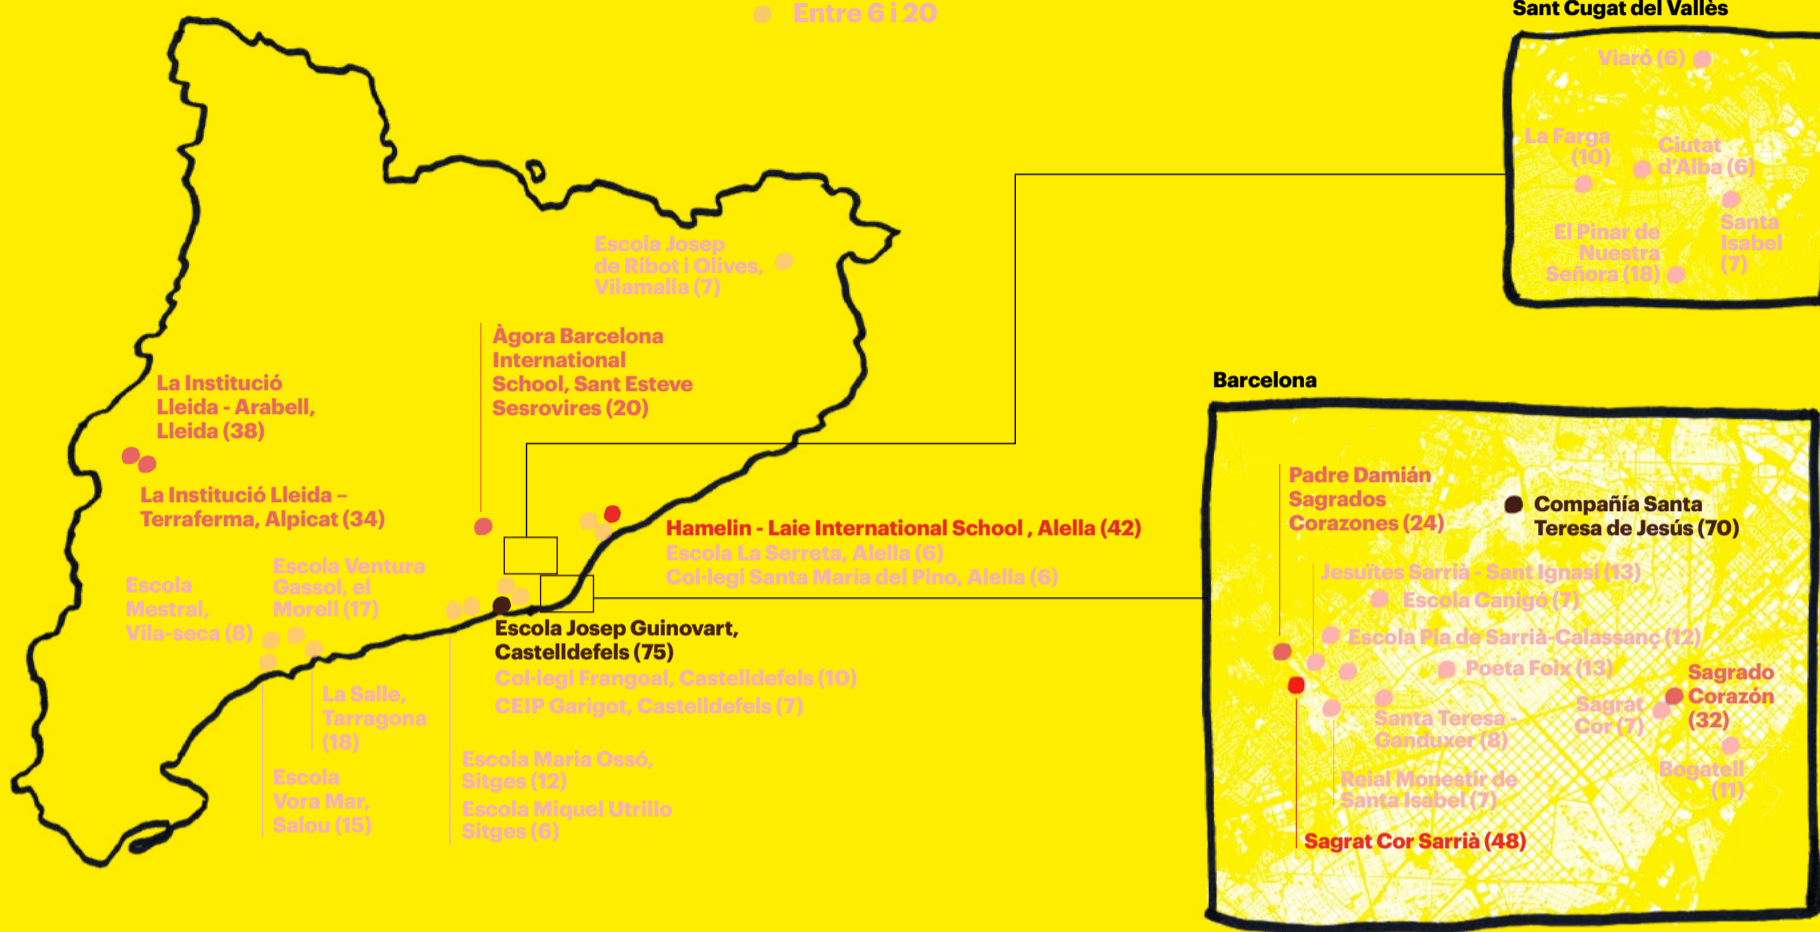 Entre 6 i 20
Sant Cugat del Vallès
Viaró (6)
La Farga
(10)
Ciutat
d'Alba (6)
Santa
Isabel
(7)
El Pinar de
Nuestra
Señora (18)
Escola Josep
de Ribot i Olives,
Vilamalla (7)
Àgora Barcelona
International
School, Sant Esteve
Sesrovires (20)
La Institució
Lleida - Arabell,
Lleida (38)
La Institució Lleida –
Terraferma, Alpicat (34)
Hamelin - Laie International School , Alella (42)
Escola La Serreta, Alella (6)
Col·legi Santa María del Pino, Alella (6)
Escola Ventura
Gassol, el
Morell (17)
Escola
Mestral,
Vila-seca (8)
Escola Josep Guinovart,
Castelldefels (75)
Col·legi Frangoal, Castelldefels (10)
CEIP Garigot, Castelldefels (7)
La Salle,
Tarragona
(18)
Escola
Vora Mar,
Salou (15)
Escola Maria Ossó,
Sitges (12)
Escola Miquel Utrillo
Sitges (6)
Barcelona
Padre Damián
Sagrados
Corazones (24)
Compañía Santa
Teresa de Jesús (70)
Jesuïtes Sarrià - Sant Ignasi (13)
Escola Canigó (7)
Escola Pia de Sarrià-Calassanç (12)
Poeta Foix (13)
Sagrado
Corazón
(32)
Sagrat
Cor (7)
Santa Teresa -
Ganduxer (8)
Bogatell
(11)
Reial Monestir de
Santa Isabel (7)
Sagrat Cor Sarrià (48)